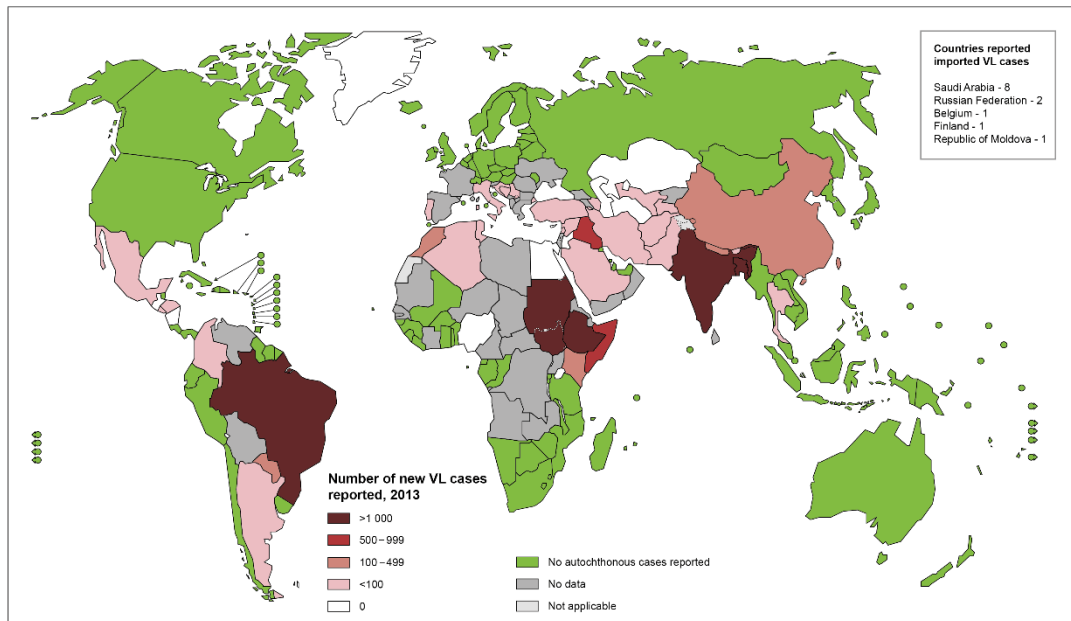 Countries reported
imported VL cases
Saudi Arabia - 8
Russian Federation - 2
Belgium - 1
Finland - 1
Republic of Moldova - 1
Number of new VL cases
reported, 2013
>1 000
500–999
100–499
<100
0
No autochthonous cases reported
No data
Not applicable